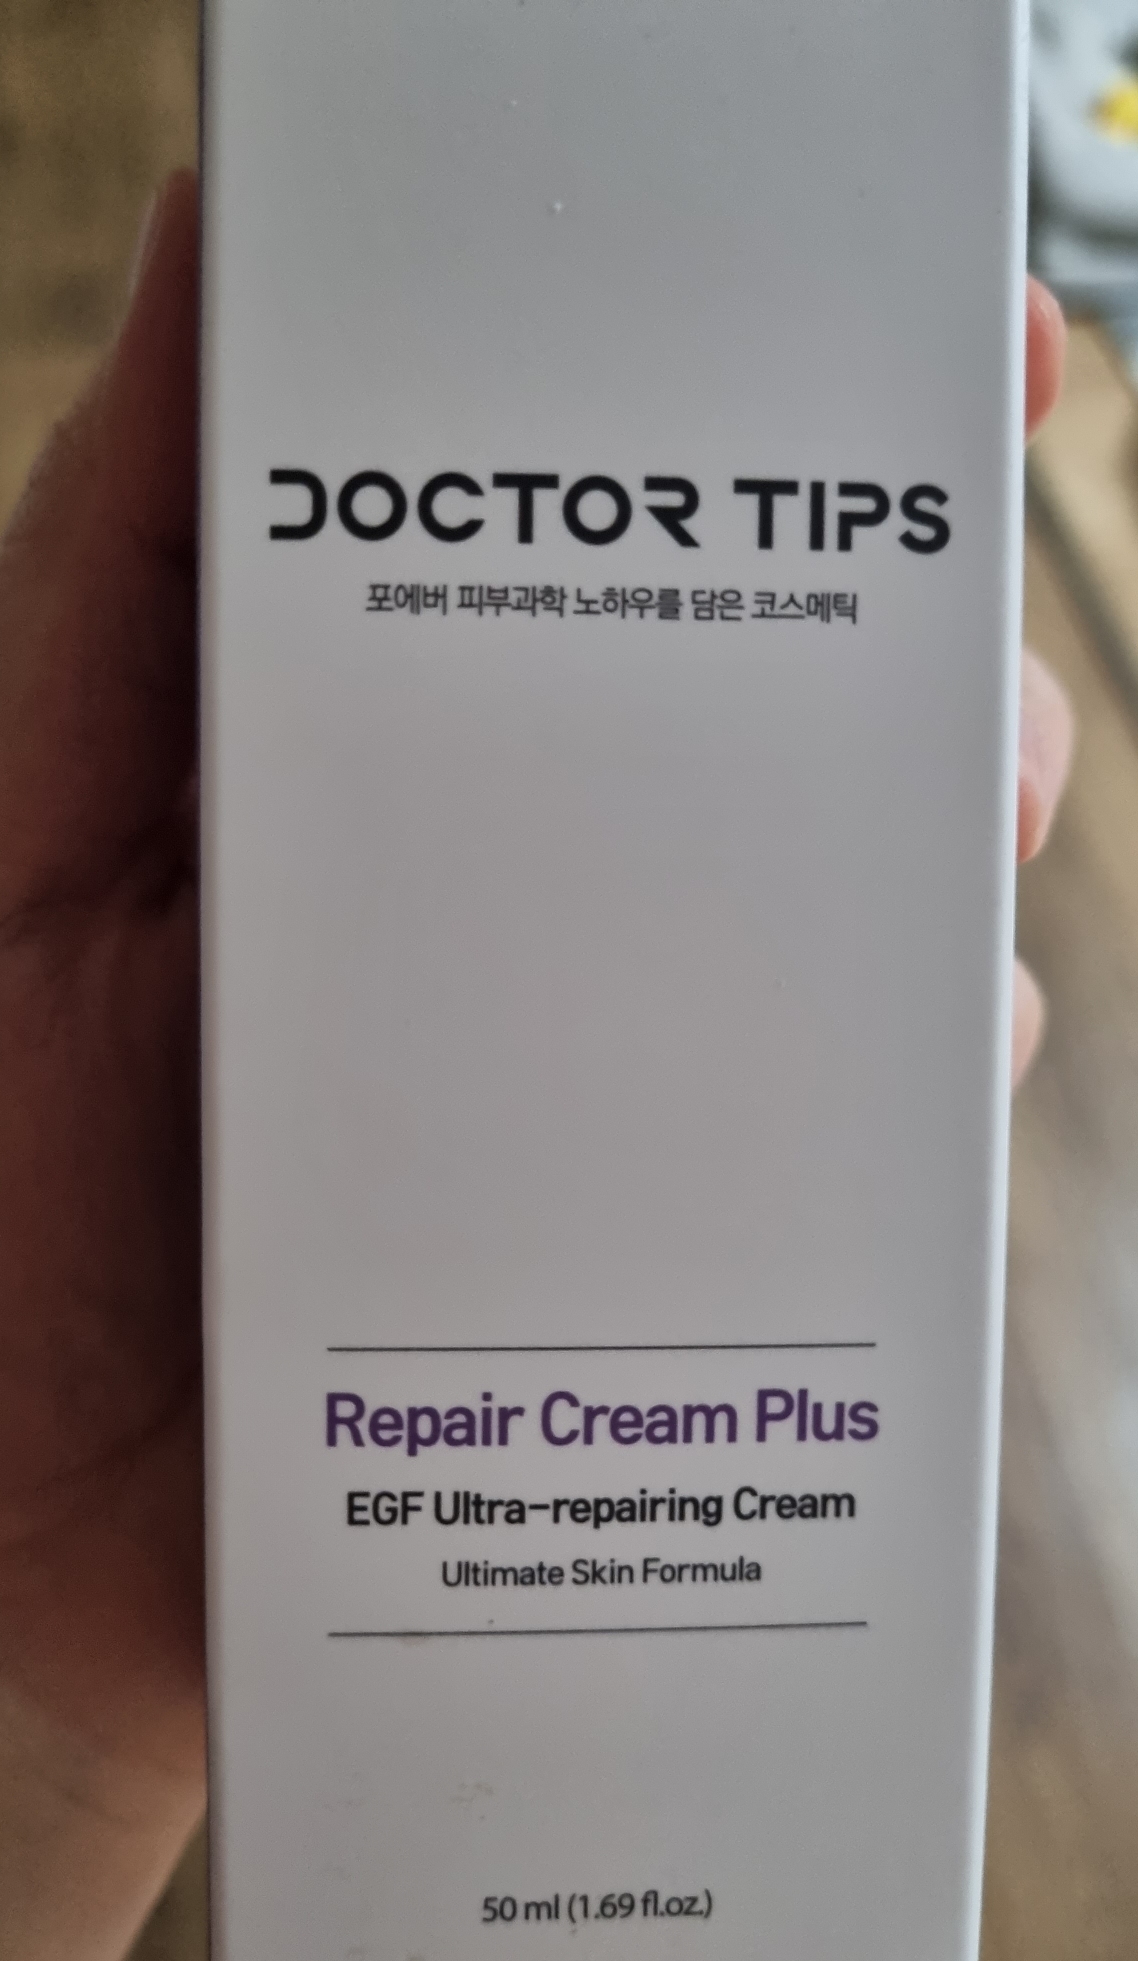 DOCTOR TIPS
포에버 피부과학 노하우를 담은 코스메틱
Repair Cream Plus
EGF Ultra-repairing Cream
Ultimate Skin Formula
50 ml (1.69 fl.oz.)